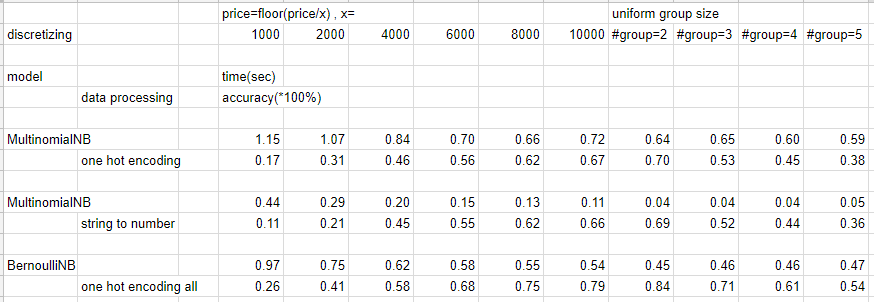 price=floor(price/x) , x= uniform group size
discretizing 1000 2000 4000 6000 8000 10000 #group=2 #group=3 #group=4 #group=5
model time(sec)
data processing accuracy(*100%)
MultinomialNB 1.15 1.07 0.84 0.70 0.66 0.72 0.64 0.65 0.60 0.59
one hot encoding 0.17 0.31 0.46 0.56 0.62 0.67 0.70 0.53 0.45 0.38
MultinomialNB 0.44 0.29 0.20 0.15 0.13 0.11 0.04 0.04 0.04 0.05
string to number 0.11 0.21 0.45 0.55 0.62 0.66 0.69 0.52 0.44 0.36
BernoulliNB 0.97 0.75 0.62 0.58 0.55 0.54 0.45 0.46 0.46 0.47
one hot encoding all 0.26 0.41 0.58 0.68 0.75 0.79 0.84 0.71 0.61 0.54